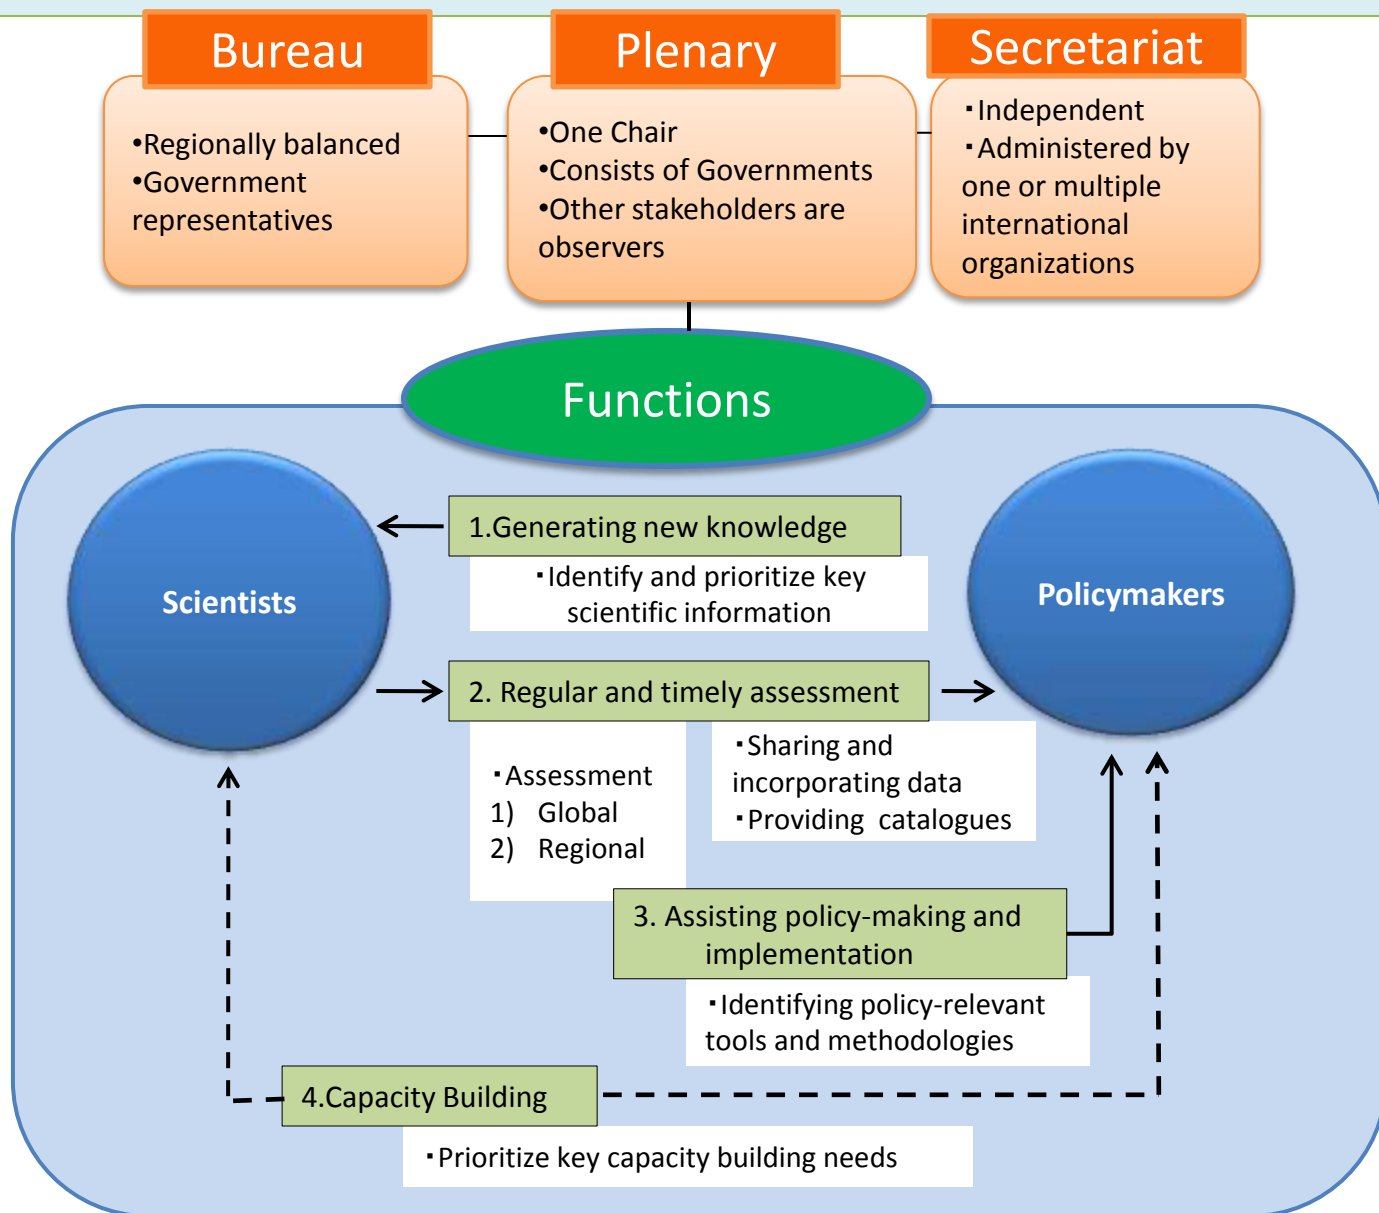 Bureau
•Regionally balanced
•Government
representatives
Plenary
•One Chair
•Consists of Governments
•Other stakeholders are
observers
Secretariat
・Independent
・Administered by
one or multiple
international
organizations
Functions
Scientists
Policymakers
1.Generating new knowledge
・Identify and prioritize key
scientific information
2. Regular and timely assessment
・Assessment
1) Global
2) Regional
・Sharing and
incorporating data
・Providing catalogues
3. Assisting policy-making and
implementation
・Identifying policy-relevant
tools and methodologies
4.Capacity Building
・Prioritize key capacity building needs